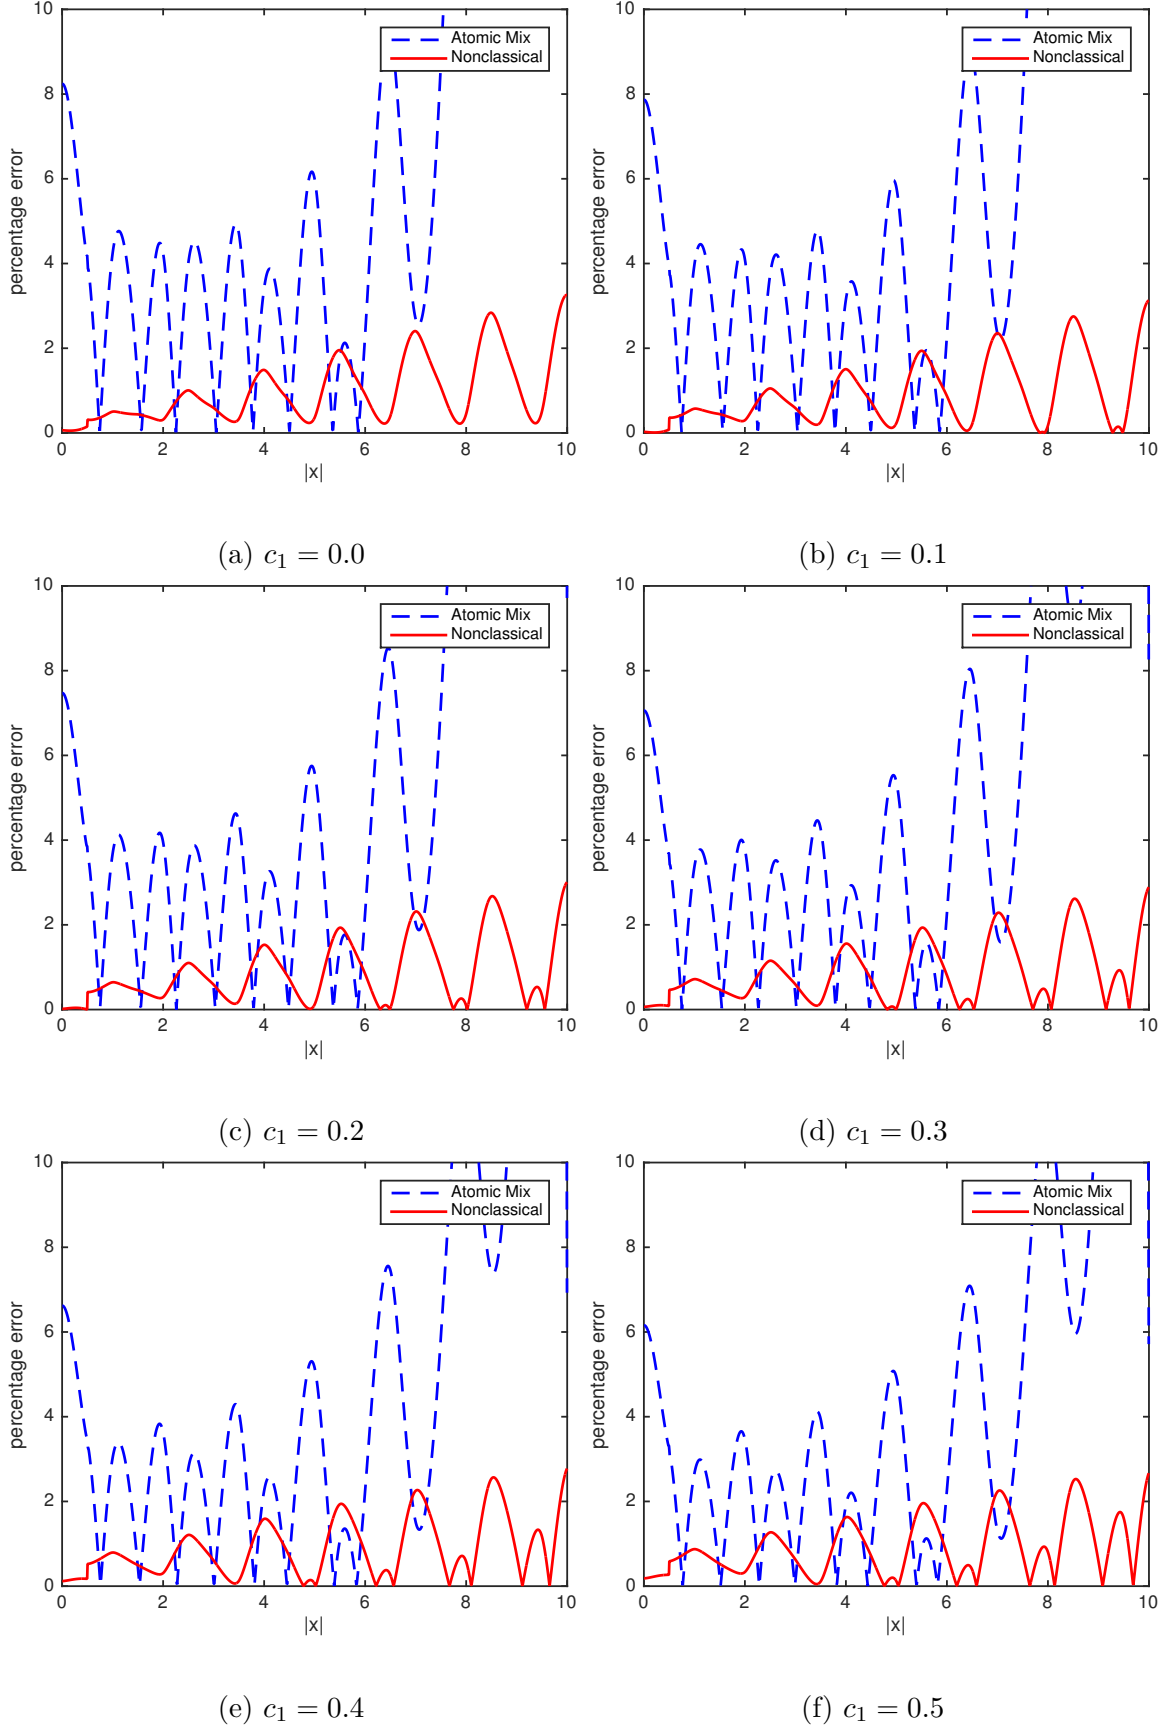 10
8
6
4
2
0
percentage error
Atomic Mix
Nonclassical
0 2 4 6 8 10
|x|
(a) c₁ = 0.0
10
8
6
4
2
0
percentage error
Atomic Mix
Nonclassical
0 2 4 6 8 10
|x|
(b) c₁ = 0.1
10
8
6
4
2
0
percentage error
Atomic Mix
Nonclassical
0 2 4 6 8 10
|x|
(c) c₁ = 0.2
10
8
6
4
2
0
percentage error
Atomic Mix
Nonclassical
0 2 4 6 8 10
|x|
(d) c₁ = 0.3
10
8
6
4
2
0
percentage error
Atomic Mix
Nonclassical
0 2 4 6 8 10
|x|
(e) c₁ = 0.4
10
8
6
4
2
0
percentage error
Atomic Mix
Nonclassical
0 2 4 6 8 10
|x|
(f) c₁ = 0.5